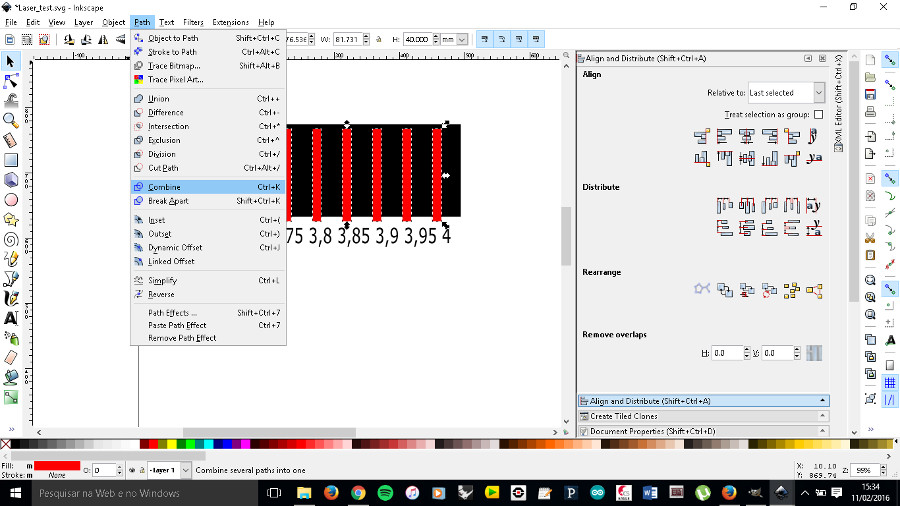 *Laser_test.svg - Inkscape
File Edit View Layer Object Path Text Filters Extensions Help
76.536 W: 81.731 H: 40.000 mm
Object to Path Shift+Ctrl+C
Stroke to Path Ctrl+Alt+C
Trace Bitmap... Shift+Alt+B
Trace Pixel Art...
Union Ctrl++
Difference Ctrl+-
Intersection Ctrl+*
Exclusion Ctrl+^
Division Ctrl+/
Cut Path Ctrl+Alt+/
Combine Ctrl+K
Break Apart Shift+Ctrl+K
Inset Ctrl+(
Outset Ctrl+)
Dynamic Offset Ctrl+J
Linked Offset
Simplify Ctrl+L
Reverse
Path Effects ... Shift+Ctrl+7
Paste Path Effect Ctrl+7
Remove Path Effect
75 3,8 3,85 3,9 3,95 4
Align and Distribute (Shift+Ctrl+A)
Align
Relative to: Last selected
Treat selection as group:
Distribute
Rearrange
Remove overlaps
H: 0.0 V: 0.0
Align and Distribute (Shift+Ctrl+A)
Create Tiled Clones
Document Properties (Shift+Ctrl+D)
XML Editor (Shift+Ctrl+X)
Fill: m
Stroke: m None
O: 0
Layer 1
Combine several paths into one
X: 10.10
Y: 869.74
Z: 99%
Pesquisar na Web e no Windows
15:34
11/02/2016